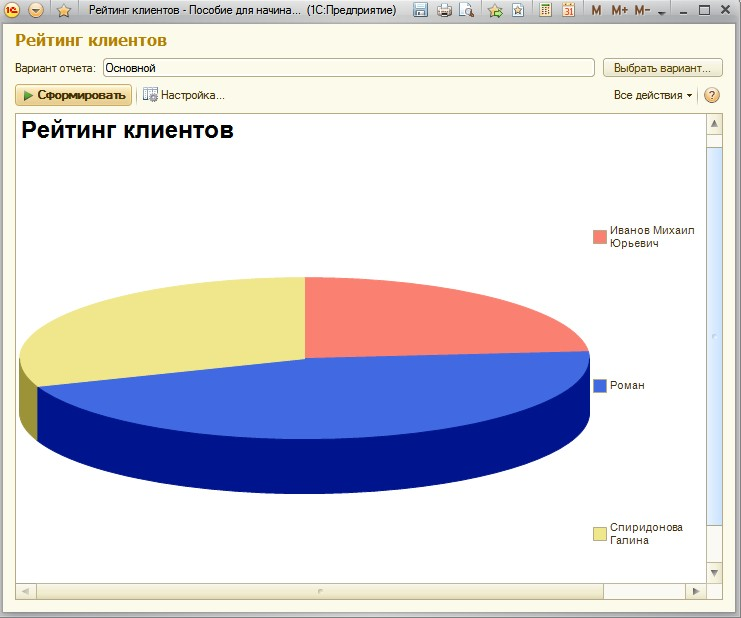 Рейтинг клиентов - Пособие для начина... (1С:Предприятие)
31 M M+ M-
Рейтинг клиентов
Вариант отчета: Основной Выбрать вариант...
Сформировать Настройка... Все действия ?
Рейтинг клиентов
Иванов Михаил
Юрьевич
Роман
Спиридонова
Галина